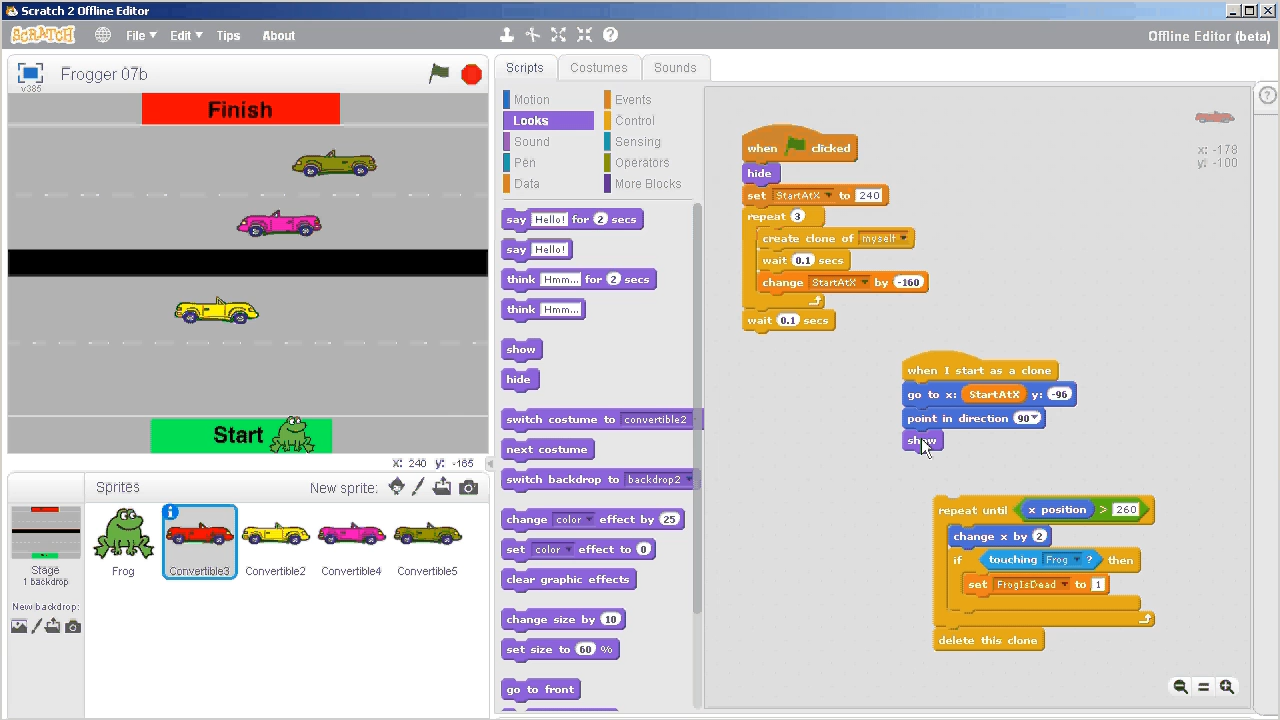 Scratch 2 Offline Editor
SCRATCH File Edit Tips About Offline Editor (beta)
v385 Frogger 07b
Finish
Start
x: 240 y: -165
Sprites New sprite:
Stage
1 backdrop
New backdrop:
Frog Convertible3 Convertible2 Convertible5
Scripts Costumes Sounds
Motion Events
Looks Control
Sound Sensing
Pen Operators
Data More Blocks
say Hello! for 2 secs
say Hello!
think Hmm... for 2 secs
think Hmm...
show
hide
switch costume to convertible2
next costume
switch backdrop to backdrop2
change color effect by 25
set color effect to 0
clear graphic effects
change size by 10
set size to 60 %
go to front
when clicked
hide
set StartAtX to 240
repeat 3
create clone of myself
wait 0.1 secs
change StartAtX by -160
wait 0.1 secs
when I start as a clone
go to x: StartAtX y: -96
point in direction 90
show
repeat until x position > 260
change x by 2
if touching Frog ? then
set FrogIsDead to 1
delete this clone
x: -178
y: -100